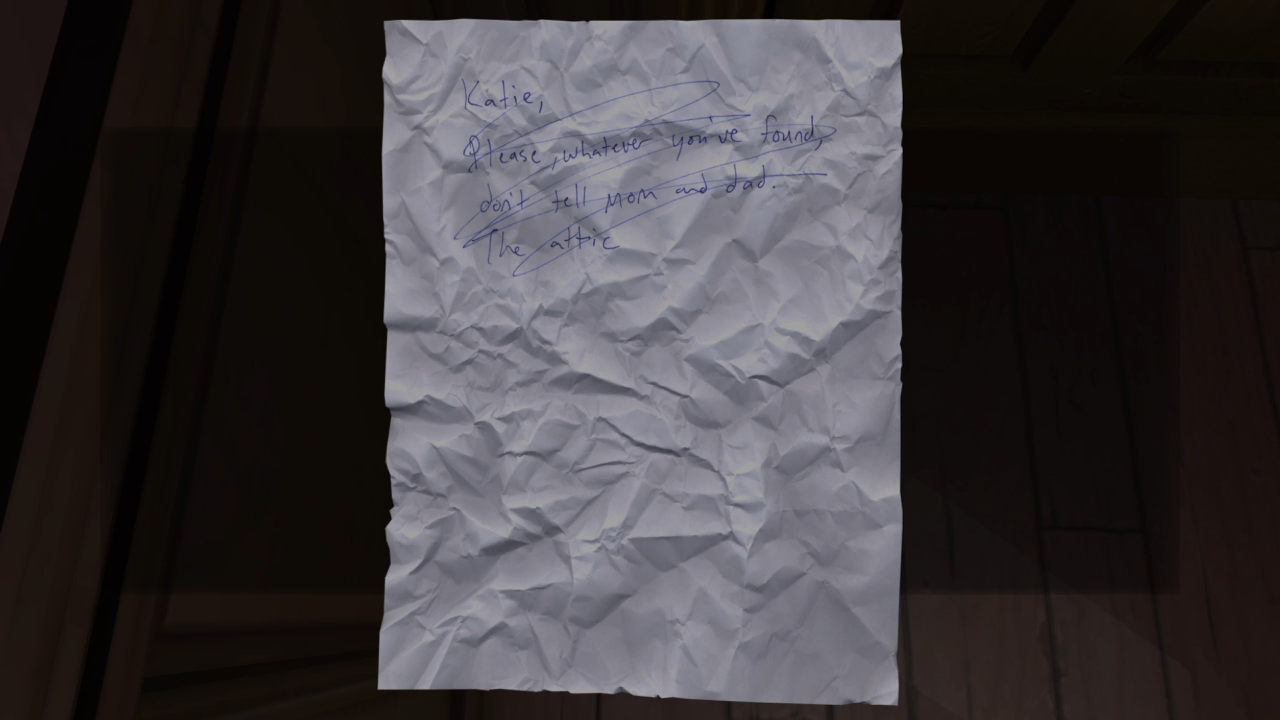 Katie,
Please, whatever you've found,
don't tell Mom and dad.
The attic